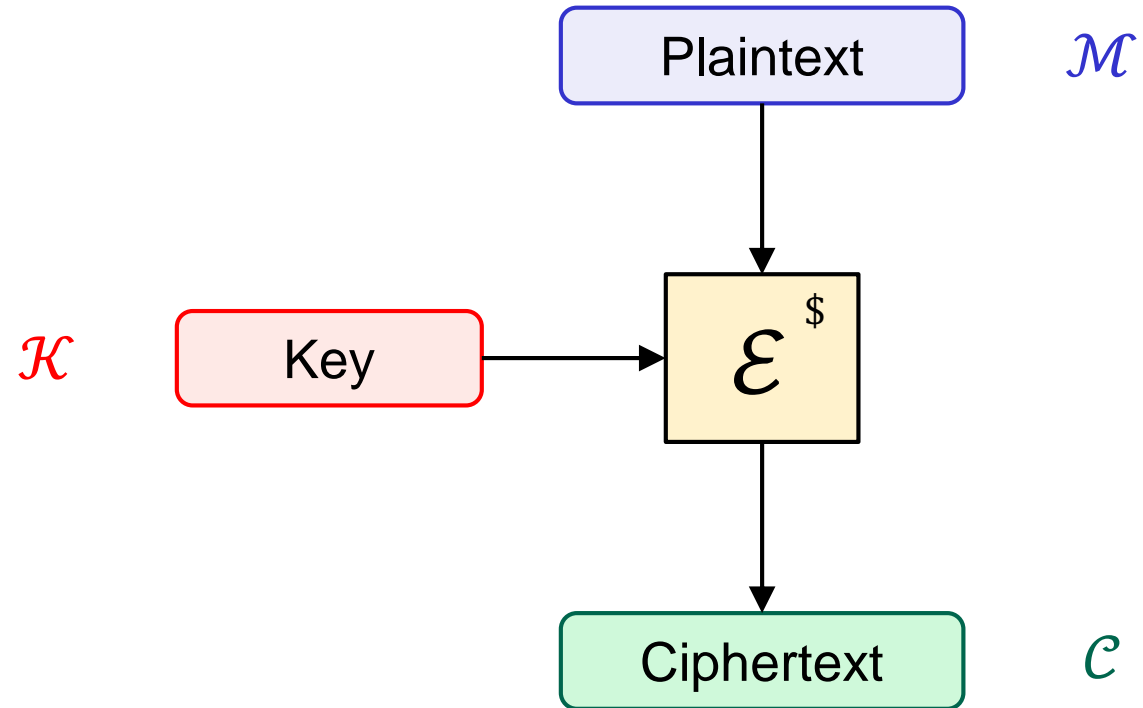 Plaintext ℳ
𝒦 Key ℰ $
Ciphertext 𝒞